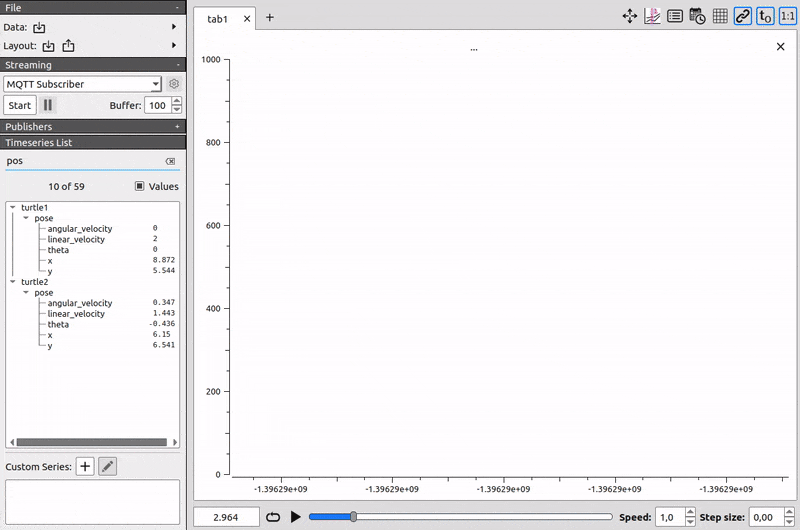 File -
Data:
Layout:
Streaming -
MQTT Subscriber
Start Buffer: 100
Publishers +
Timeseries List
pos
10 of 59 Values
turtle1
pose
angular_velocity 0
linear_velocity 2
theta 0
x 8.872
y 5.544
turtle2
pose
angular_velocity 0.347
linear_velocity 1.443
theta -0.436
x 6.15
y 6.541
Custom Series: +
tab1 × +
t0 1:1
... ×
1000
800
600
400
200
0
-1.39629e+09 -1.39629e+09 -1.39629e+09 -1.39629e+09 -1.39629e+09
2.964 Speed: 1,0 Step size: 0,00